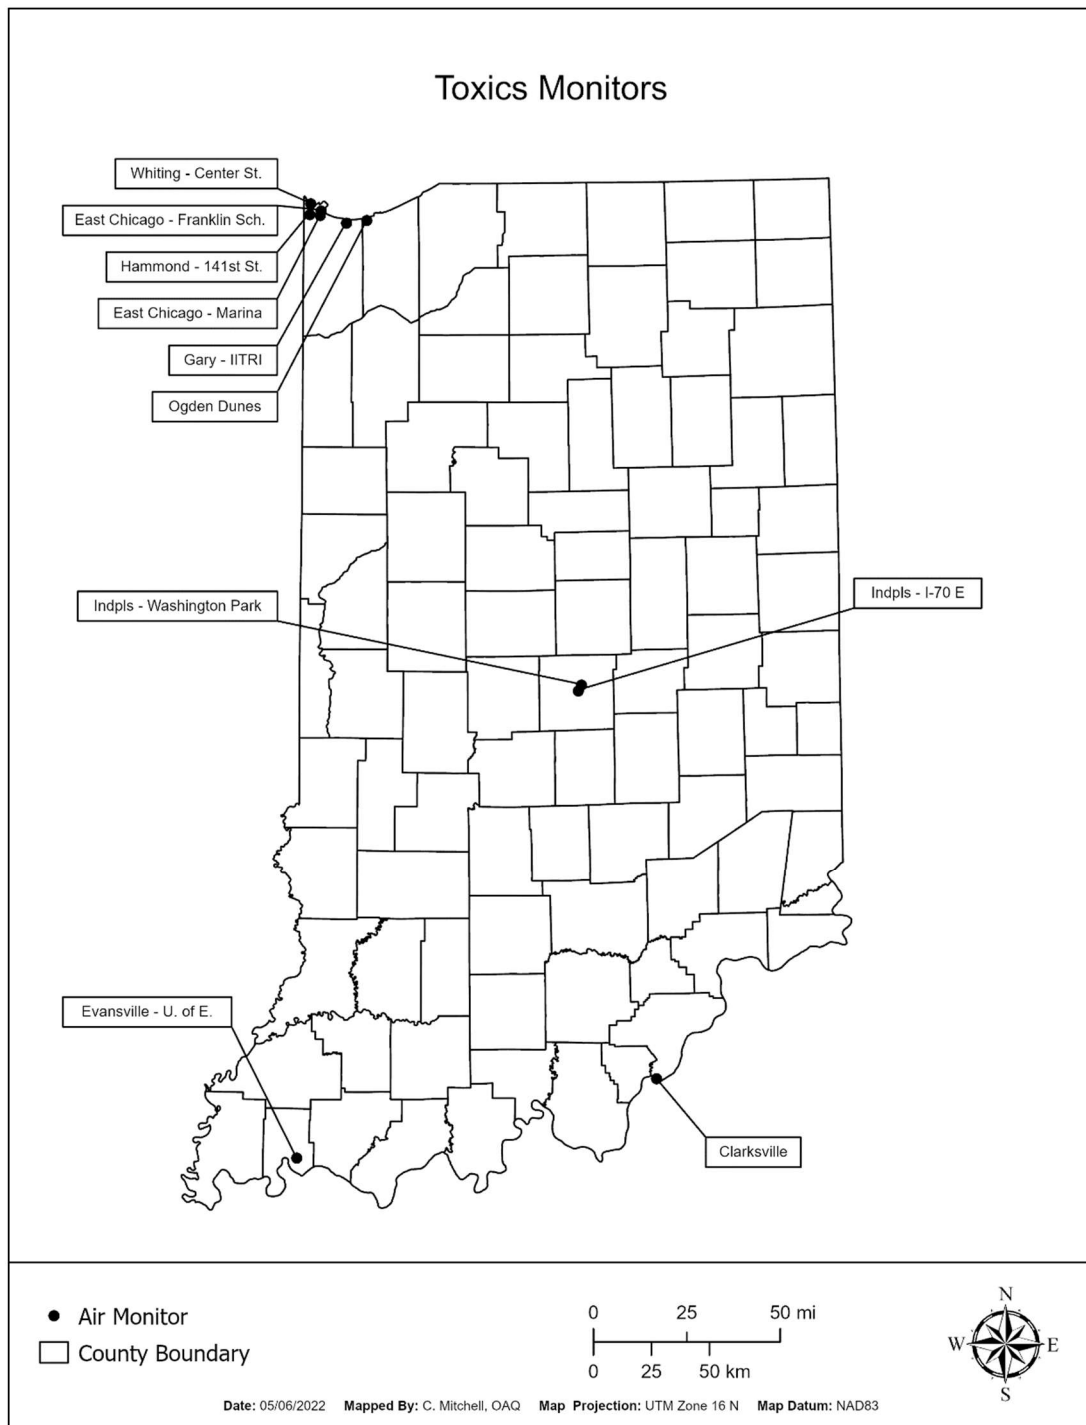 Toxics Monitors
Whiting - Center St.
East Chicago - Franklin Sch.
Hammond - 141st St.
East Chicago - Marina
Gary - IITRI
Ogden Dunes
Indpls - Washington Park
Indpls - I-70 E
Evansville - U. of E.
Clarksville
Air Monitor
County Boundary
0 25 50 mi
0 25 50 km
N
W E
S
Date: 05/06/2022 Mapped By: C. Mitchell, OAQ Map Projection: UTM Zone 16 N Map Datum: NAD83